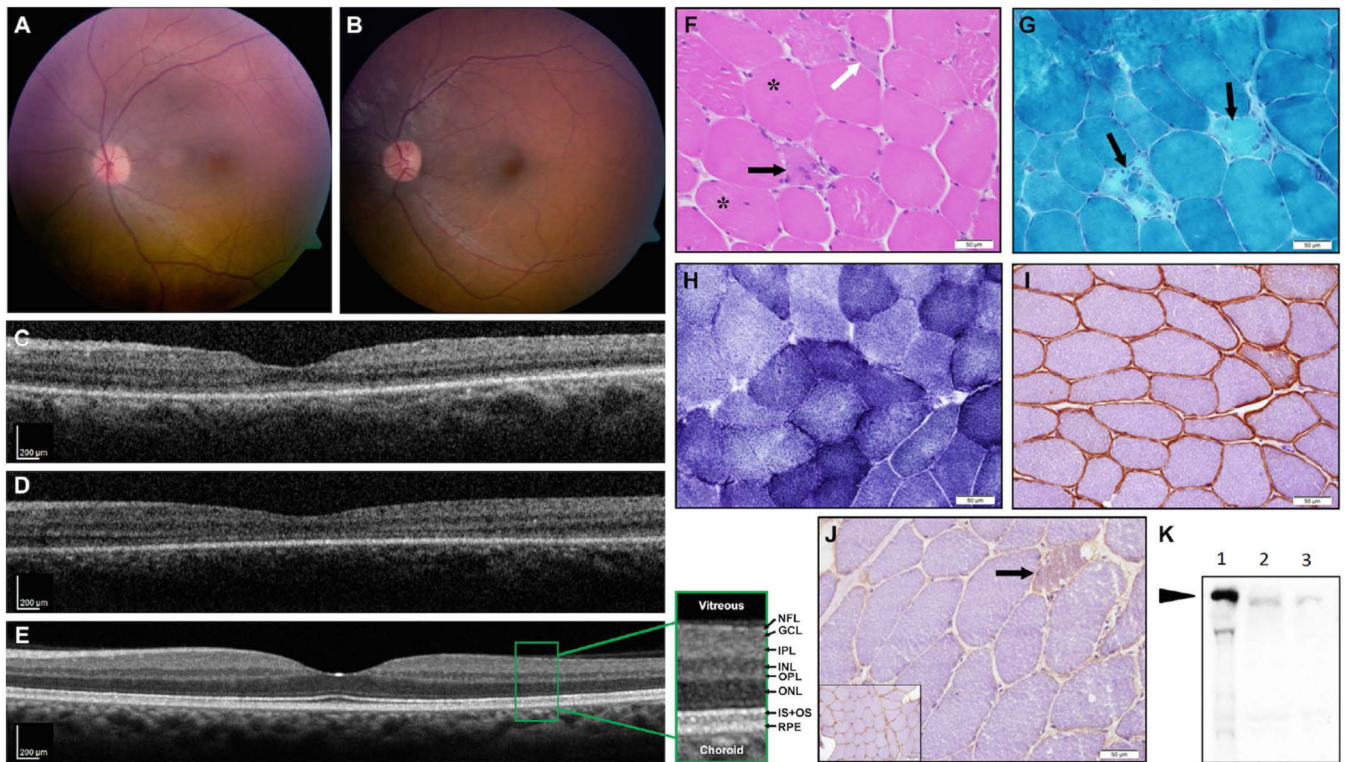 A
B
C
200 µm
D
200 µm
E
200 µm
Vitreous
NFL
GCL
IPL
INL
OPL
ONL
IS+OS
RPE
Choroid
F
*
*
50 µm
G
50 µm
H
50 µm
I
50 µm
J
50 µm
K
1 2 3